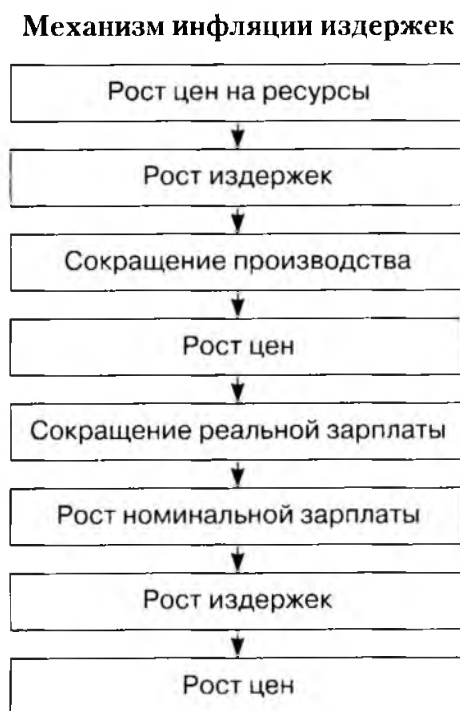 Механизм инфляции издержек
Рост цен на ресурсы
Рост издержек
Сокращение производства
Рост цен
Сокращение реальной зарплаты
Рост номинальной зарплаты
Рост издержек
Рост цен